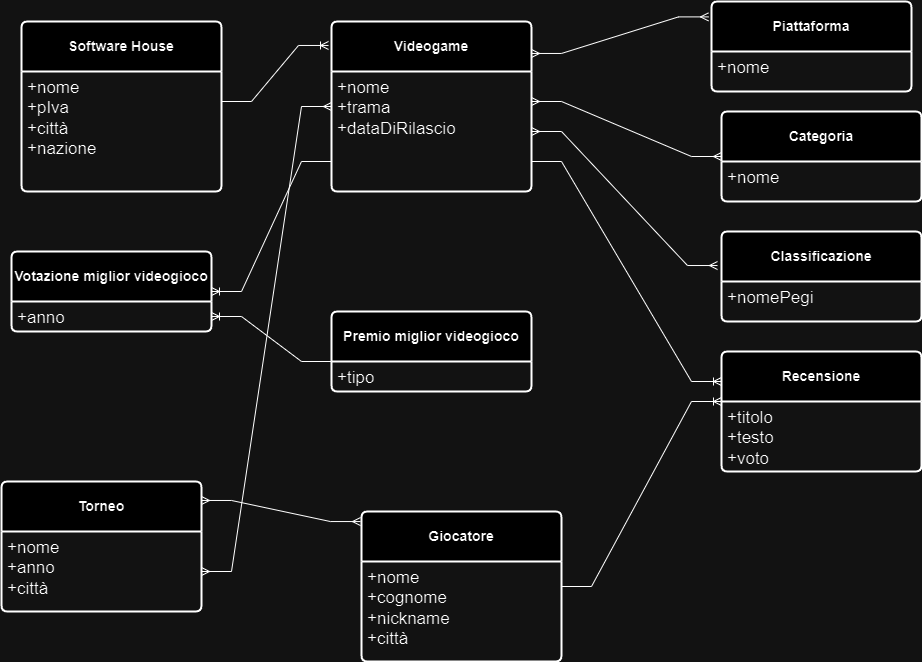 Software House
+nome
+pIva
+città
+nazione
Videogame
+nome
+trama
+dataDiRilascio
Piattaforma
+nome
Categoria
+nome
Classificazione
+nomePegi
Votazione miglior videogioco
+anno
Premio miglior videogioco
+tipo
Recensione
+titolo
+testo
+voto
Torneo
+nome
+anno
+città
Giocatore
+nome
+cognome
+nickname
+città